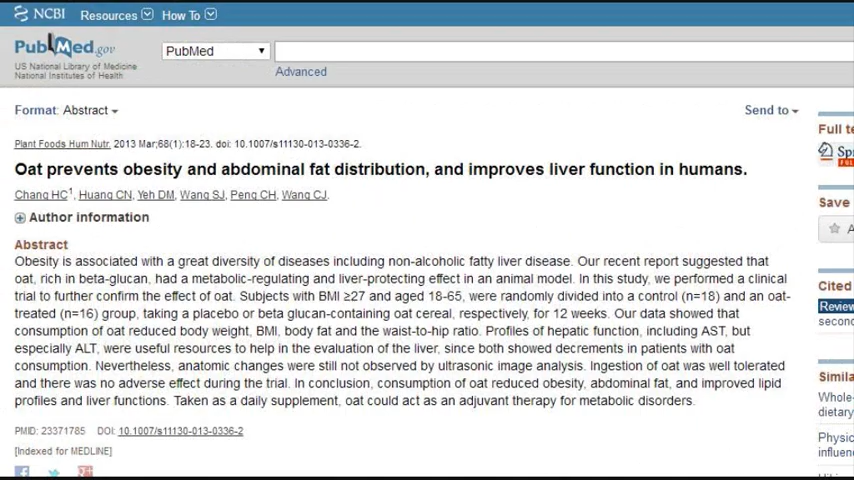 NCBI Resources How To
PubMed.gov
US National Library of Medicine
National Institutes of Health
PubMed
Advanced
Format: Abstract
Send to
Plant Foods Hum Nutr. 2013 Mar;68(1):18-23. doi: 10.1007/s11130-013-0336-2.
Oat prevents obesity and abdominal fat distribution, and improves liver function in humans.
Chang HC1, Huang CN, Yeh DM, Wang SJ, Peng CH, Wang CJ.
Author information
Abstract
Obesity is associated with a great diversity of diseases including non-alcoholic fatty liver disease. Our recent report suggested that
oat, rich in beta-glucan, had a metabolic-regulating and liver-protecting effect in an animal model. In this study, we performed a clinical
trial to further confirm the effect of oat. Subjects with BMI ≥27 and aged 18-65, were randomly divided into a control (n=18) and an oat-
treated (n=16) group, taking a placebo or beta glucan-containing oat cereal, respectively, for 12 weeks. Our data showed that
consumption of oat reduced body weight, BMI, body fat and the waist-to-hip ratio. Profiles of hepatic function, including AST, but
especially ALT, were useful resources to help in the evaluation of the liver, since both showed decrements in patients with oat
consumption. Nevertheless, anatomic changes were still not observed by ultrasonic image analysis. Ingestion of oat was well tolerated
and there was no adverse effect during the trial. In conclusion, consumption of oat reduced obesity, abdominal fat, and improved lipid
profiles and liver functions. Taken as a daily supplement, oat could act as an adjuvant therapy for metabolic disorders.
PMID: 23371785 DOI: 10.1007/s11130-013-0336-2
[Indexed for MEDLINE]
Full te
Spr
FUL
Save
A
Cited
Review
secon
Simila
Whole-
dietary
Physic
influen